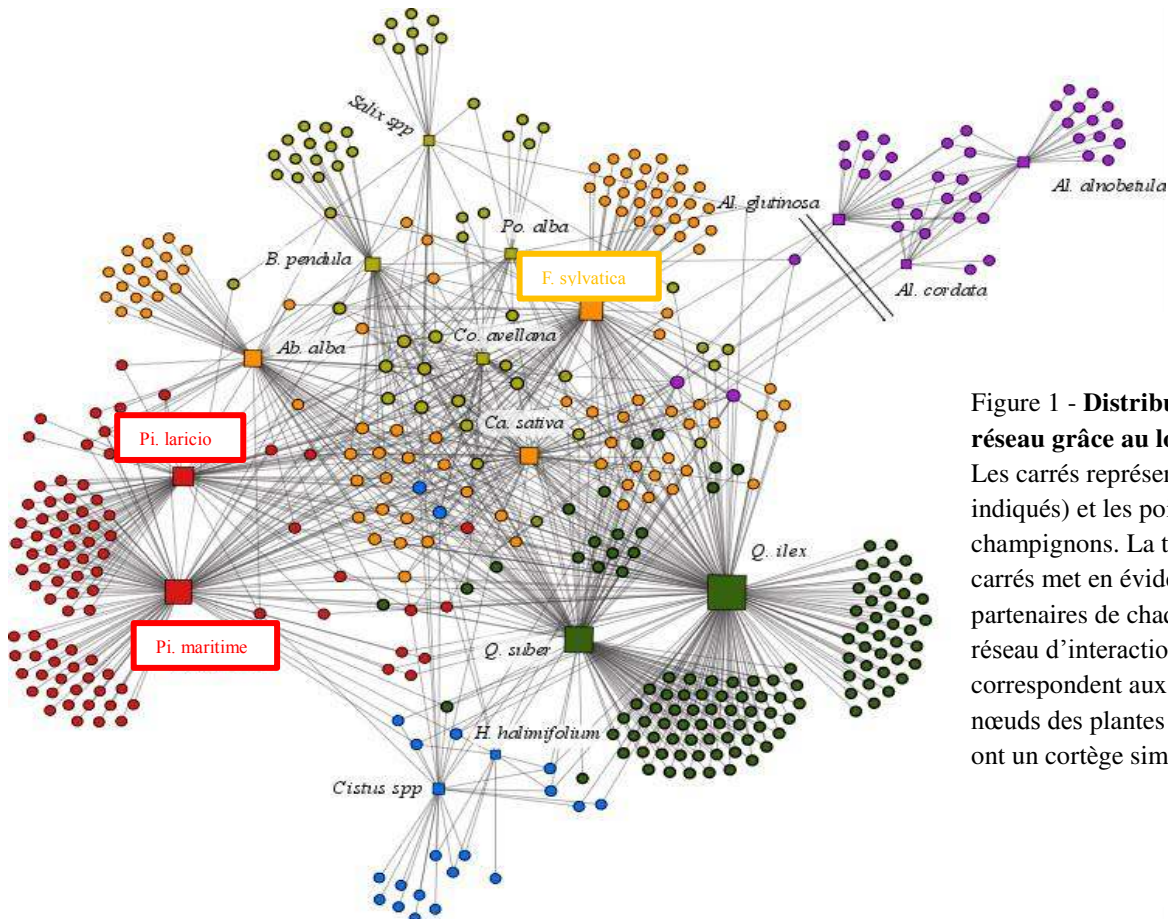 Salix spp
Al. glutinosa
Al. alnobetula
Po. alba
B. pendula
F. sylvatica
Al. cordata
Co. avellana
Ab. alba
Pi. laricio
Ca. sativa
Q. ilex
Pi. maritime
Q. suber
H. halimifolium
Cistus spp
Figure 1 - Distribu
réseau grâce au lo
Les carrés représen
indiqués) et les poi
champignons. La t
carrés met en évide
partenaires de chac
réseau d'interaction
correspondent aux
nœuds des plantes
ont un cortège sim